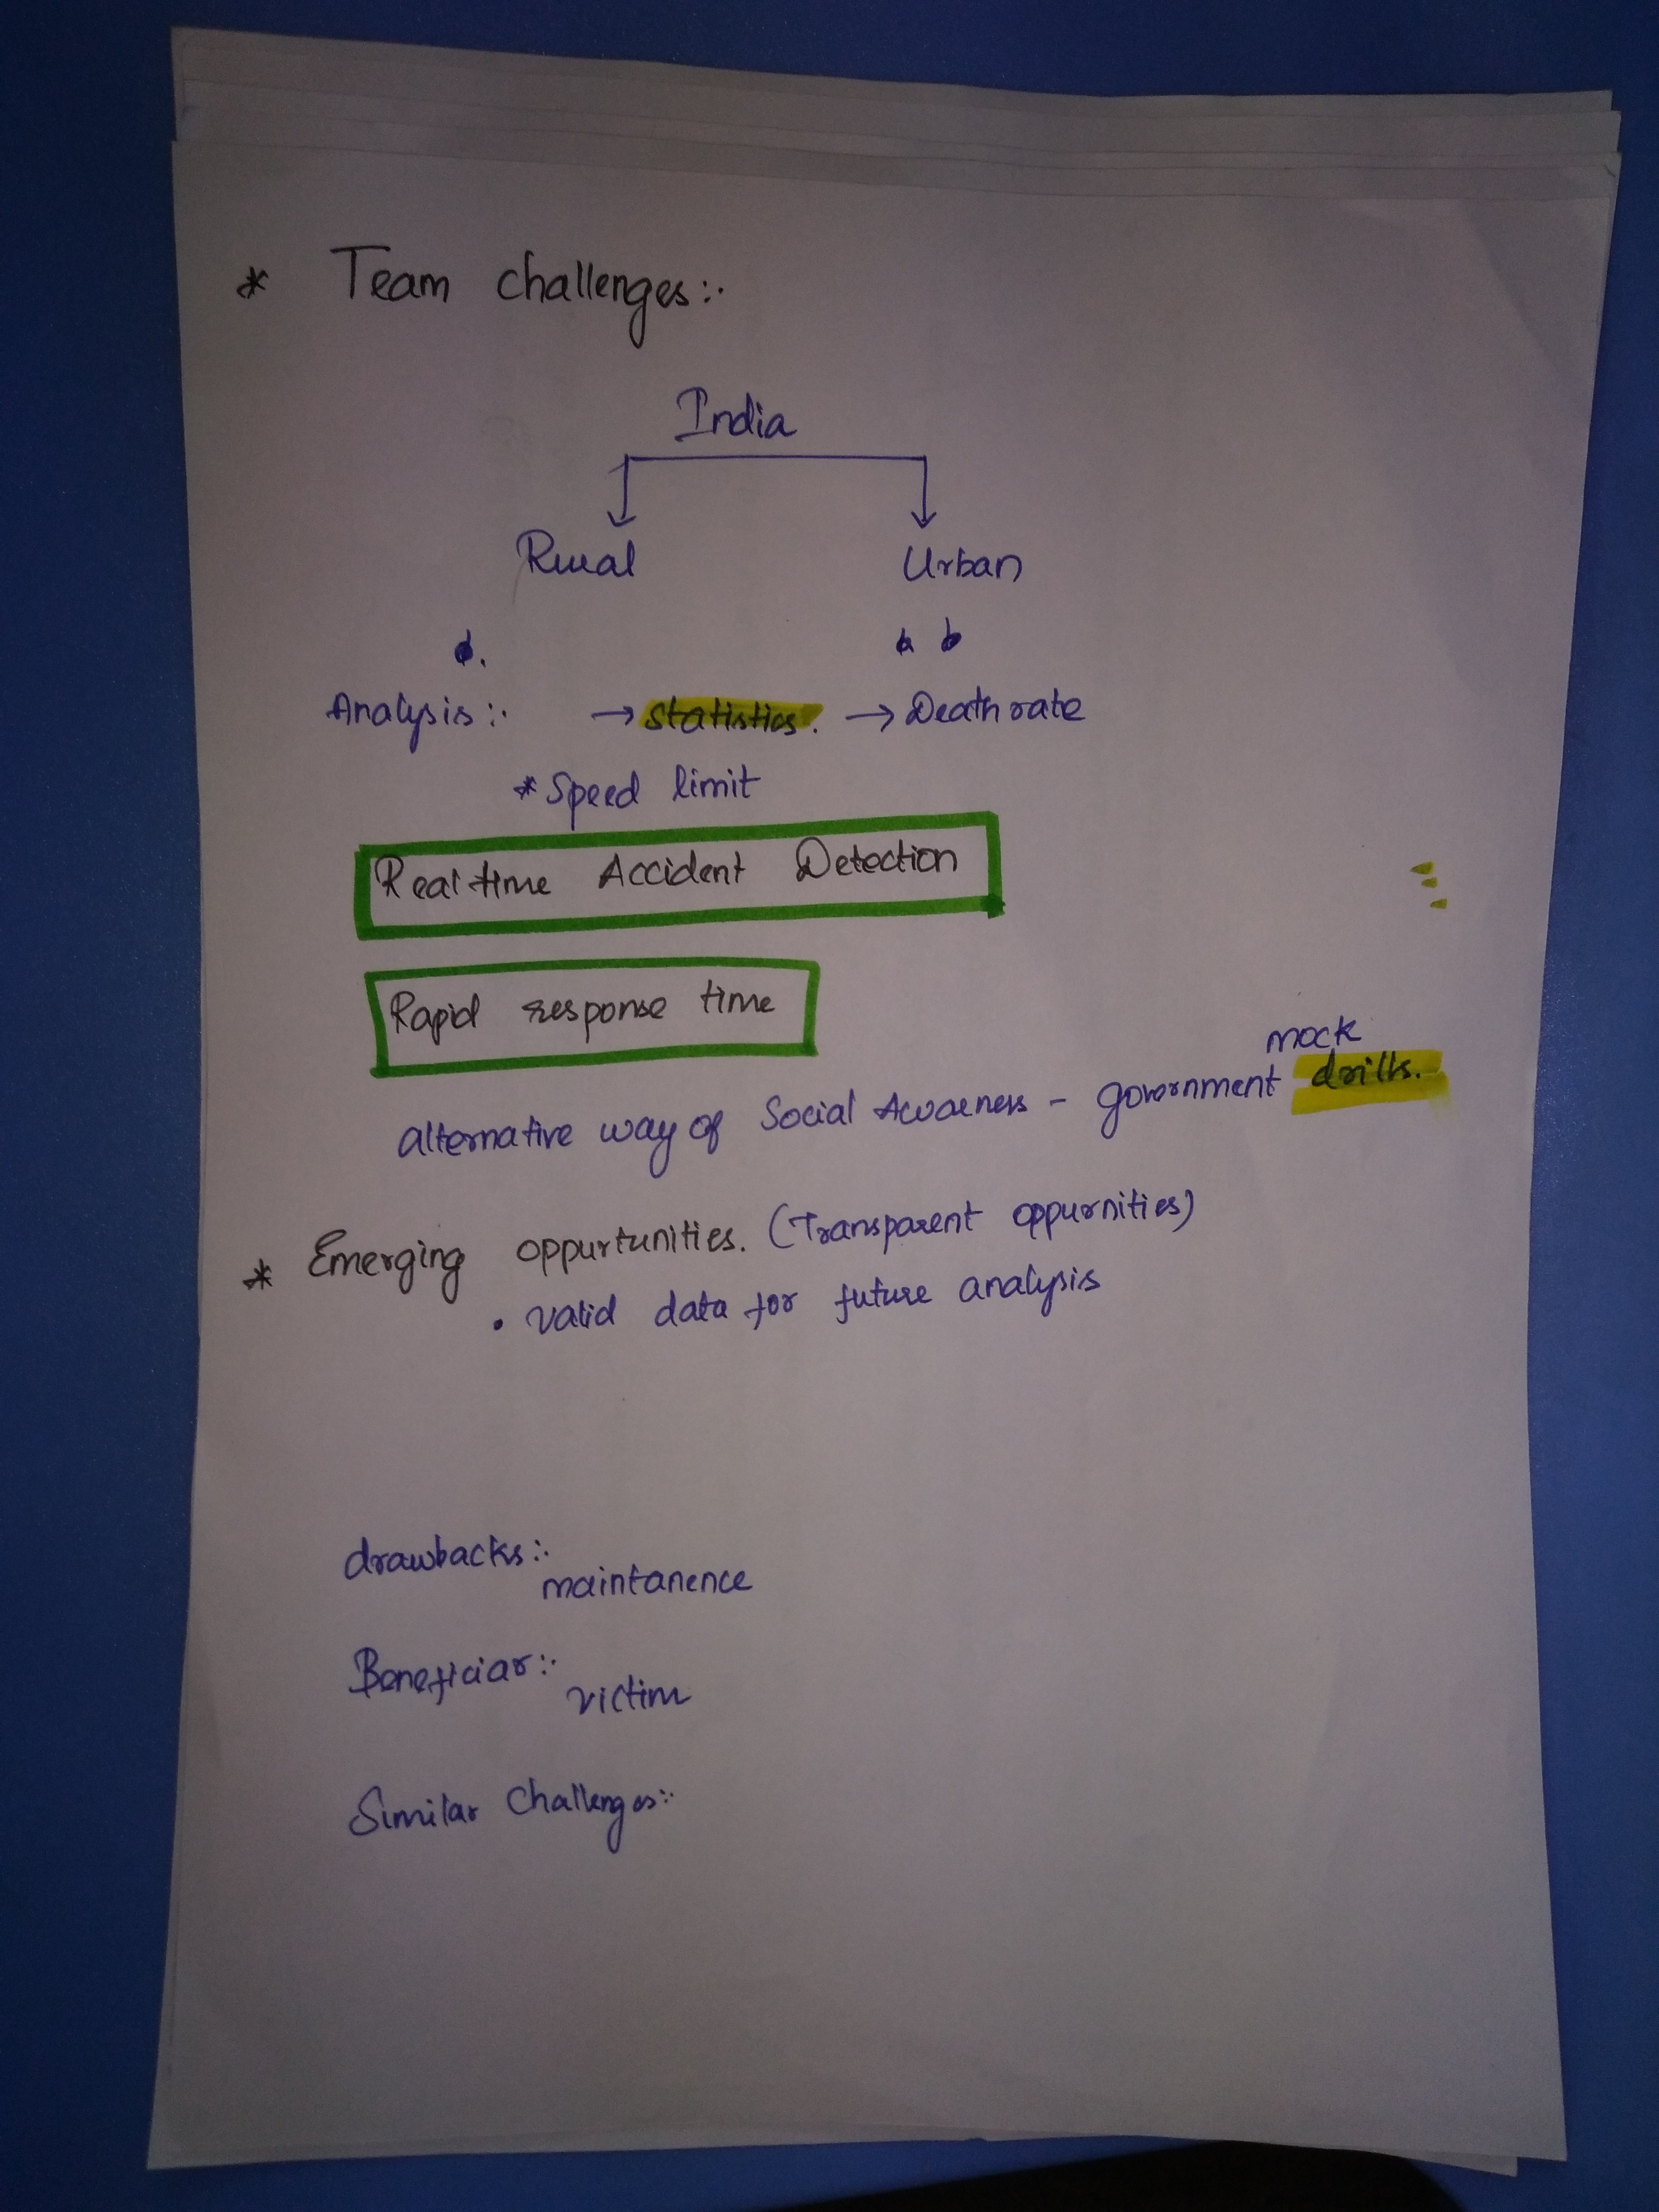 * Team challenges:.
India
Rural Urban
Analysis:. → statistics. → Death rate
* Speed limit
Real time Accident Detection
Rapid response time
mock
alternative way of Social Awarness - government drills.
* Emerging oppurtunities. (Transparent oppurnities)
• valid data for future analysis
drawbacks:.
maintanence
Beneficiar:.
victim
Similar Challenges:.